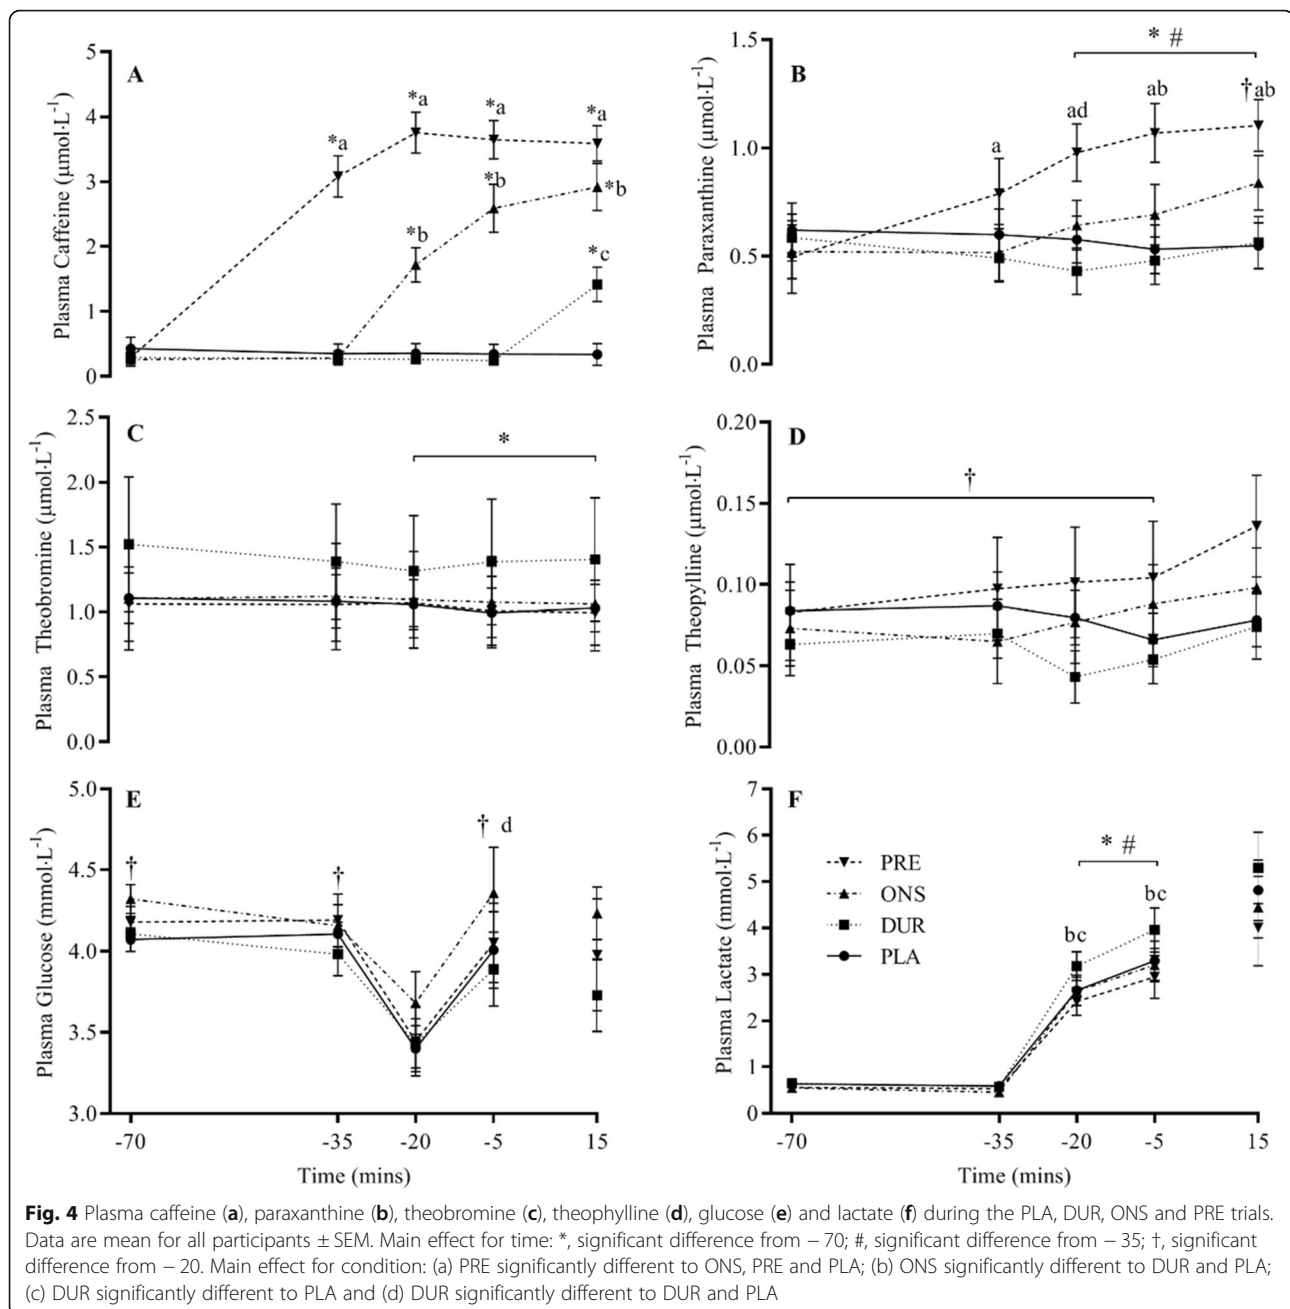 A
Plasma Caffeine (µmol·L⁻¹)
5
4
3
2
1
0
*a
*a
*a
*a
*b
*b
*b
*c
B
Plasma Paraxanthine (µmol·L⁻¹)
1.5
1.0
0.5
0.0
* #
a
ad
ab
†ab
C
Plasma Theobromine (µmol·L⁻¹)
2.5
2.0
1.5
1.0
0.5
0.0
*
D
Plasma Theopylline (µmol·L⁻¹)
0.20
0.15
0.10
0.05
0.00
†
E
Plasma Glucose (mmol·L⁻¹)
5.0
4.5
4.0
3.5
3.0
†
†
† d
-70 -35 -20 -5 15
Time (mins)
F
Plasma Lactate (mmol·L⁻¹)
7
6
5
4
3
2
1
0
PRE
ONS
DUR
PLA
* #
bc
bc
-70 -35 -20 -5 15
Time (mins)
Fig. 4 Plasma caffeine (a), paraxanthine (b), theobromine (c), theophylline (d), glucose (e) and lactate (f) during the PLA, DUR, ONS and PRE trials.
Data are mean for all participants ± SEM. Main effect for time: *, significant difference from − 70; #, significant difference from − 35; †, significant
difference from − 20. Main effect for condition: (a) PRE significantly different to ONS, PRE and PLA; (b) ONS significantly different to DUR and PLA;
(c) DUR significantly different to PLA and (d) DUR significantly different to DUR and PLA